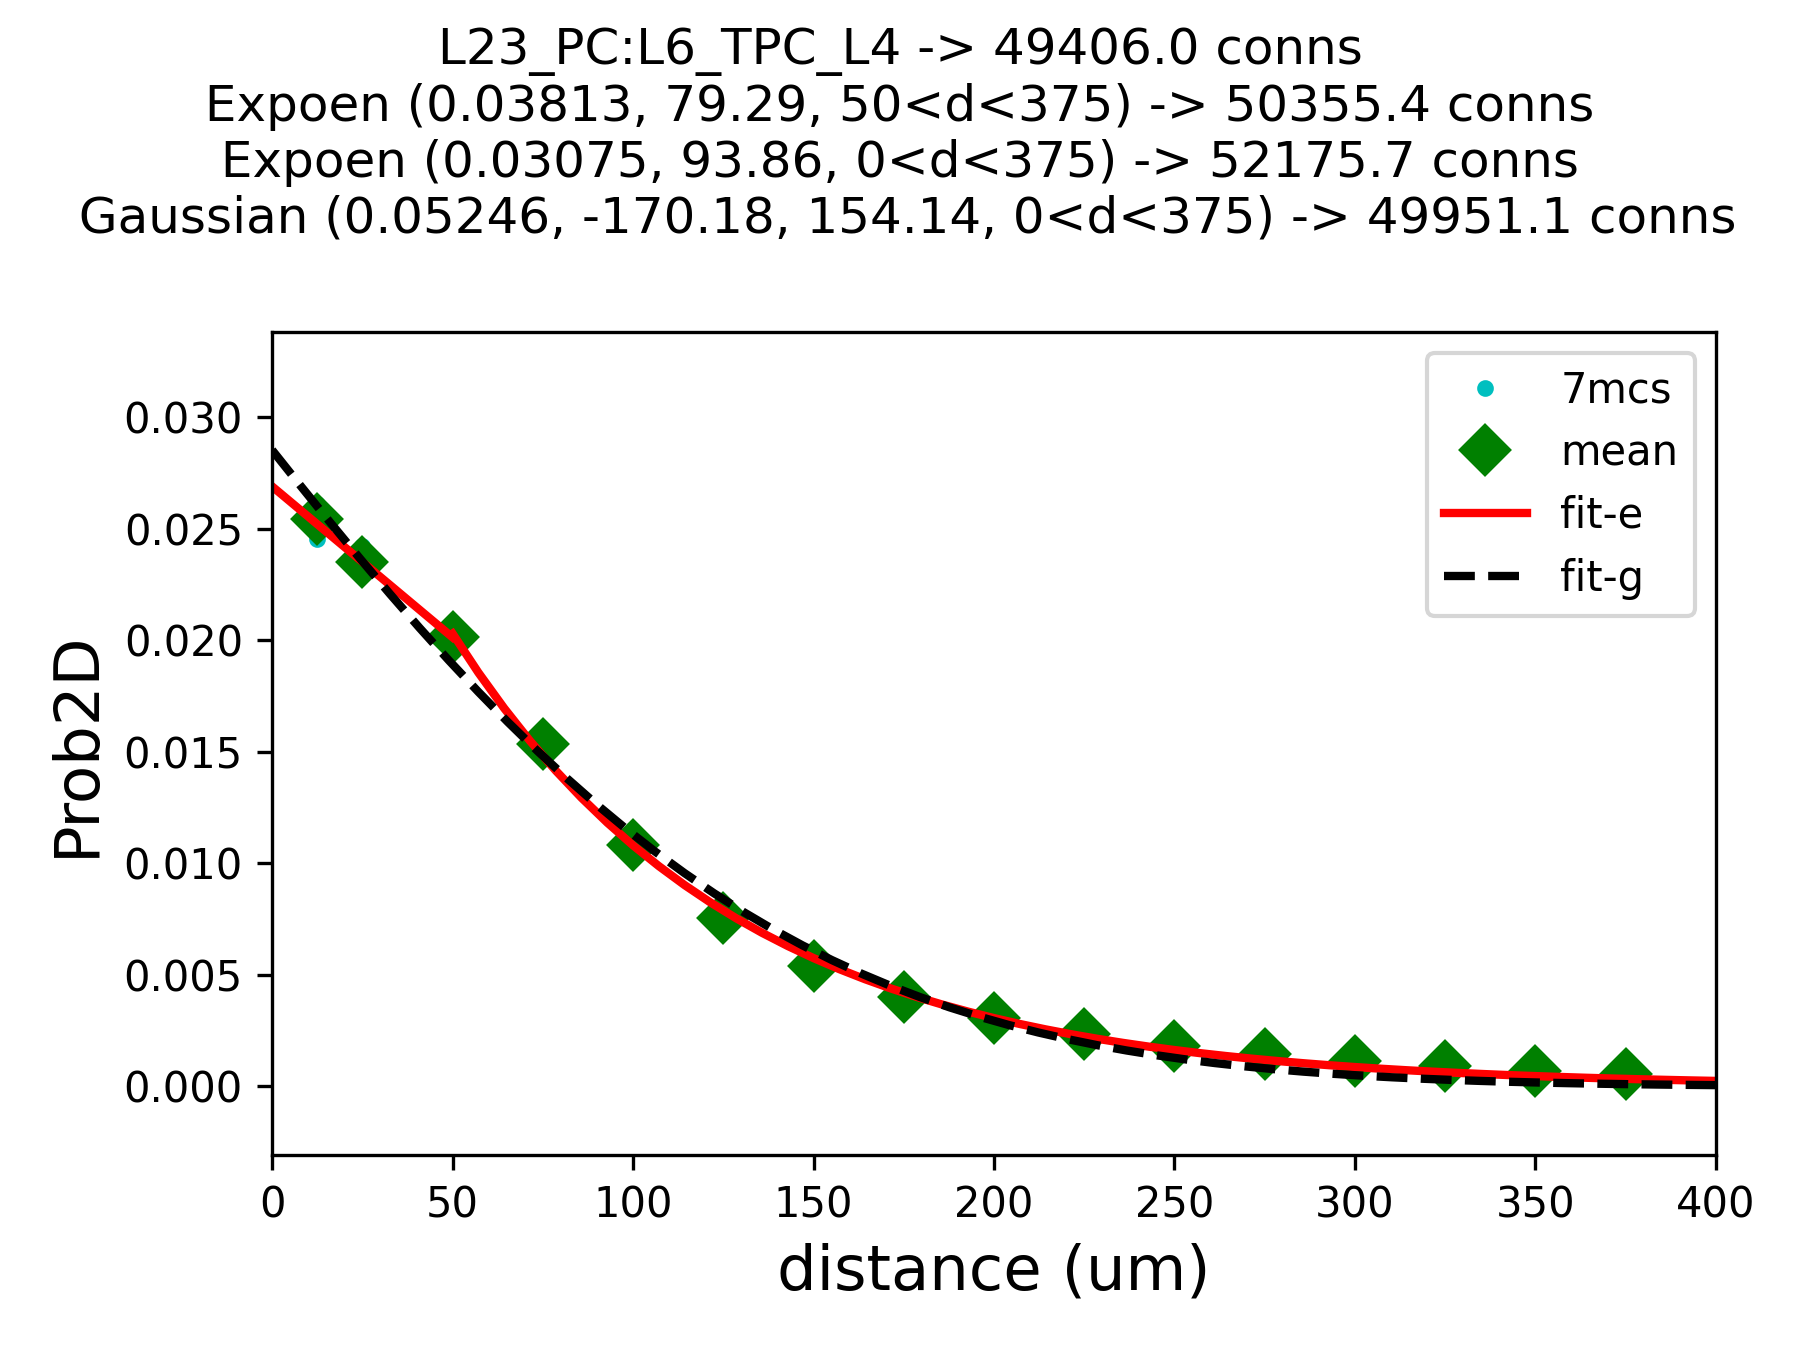 L23_PC:L6_TPC_L4 -> 49406.0 conns
Expoen (0.03813, 79.29, 50<d<375) -> 50355.4 conns
Expoen (0.03075, 93.86, 0<d<375) -> 52175.7 conns
Gaussian (0.05246, -170.18, 154.14, 0<d<375) -> 49951.1 conns
7mcs
mean
fit-e
fit-g
Prob2D
0.030
0.025
0.020
0.015
0.010
0.005
0.000
0 50 100 150 200 250 300 350 400
distance (um)